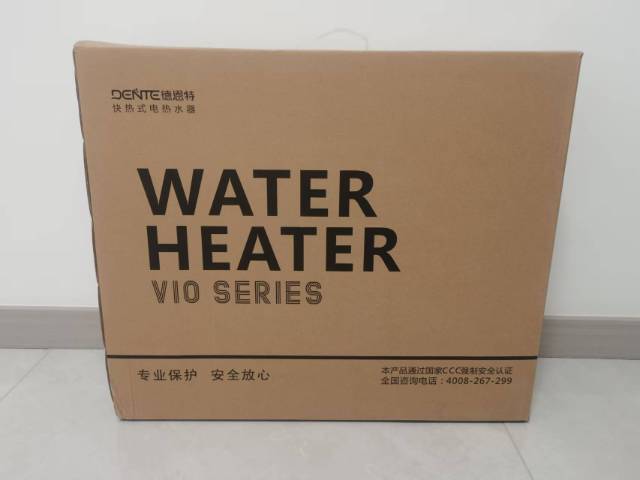 DENTE德恩特
快热式电热水器
WATER
HEATER
V10 SERIES
专业保护 安全放心
本产品通过国家CCC强制安全认证
全国咨询电话：4008-267-299